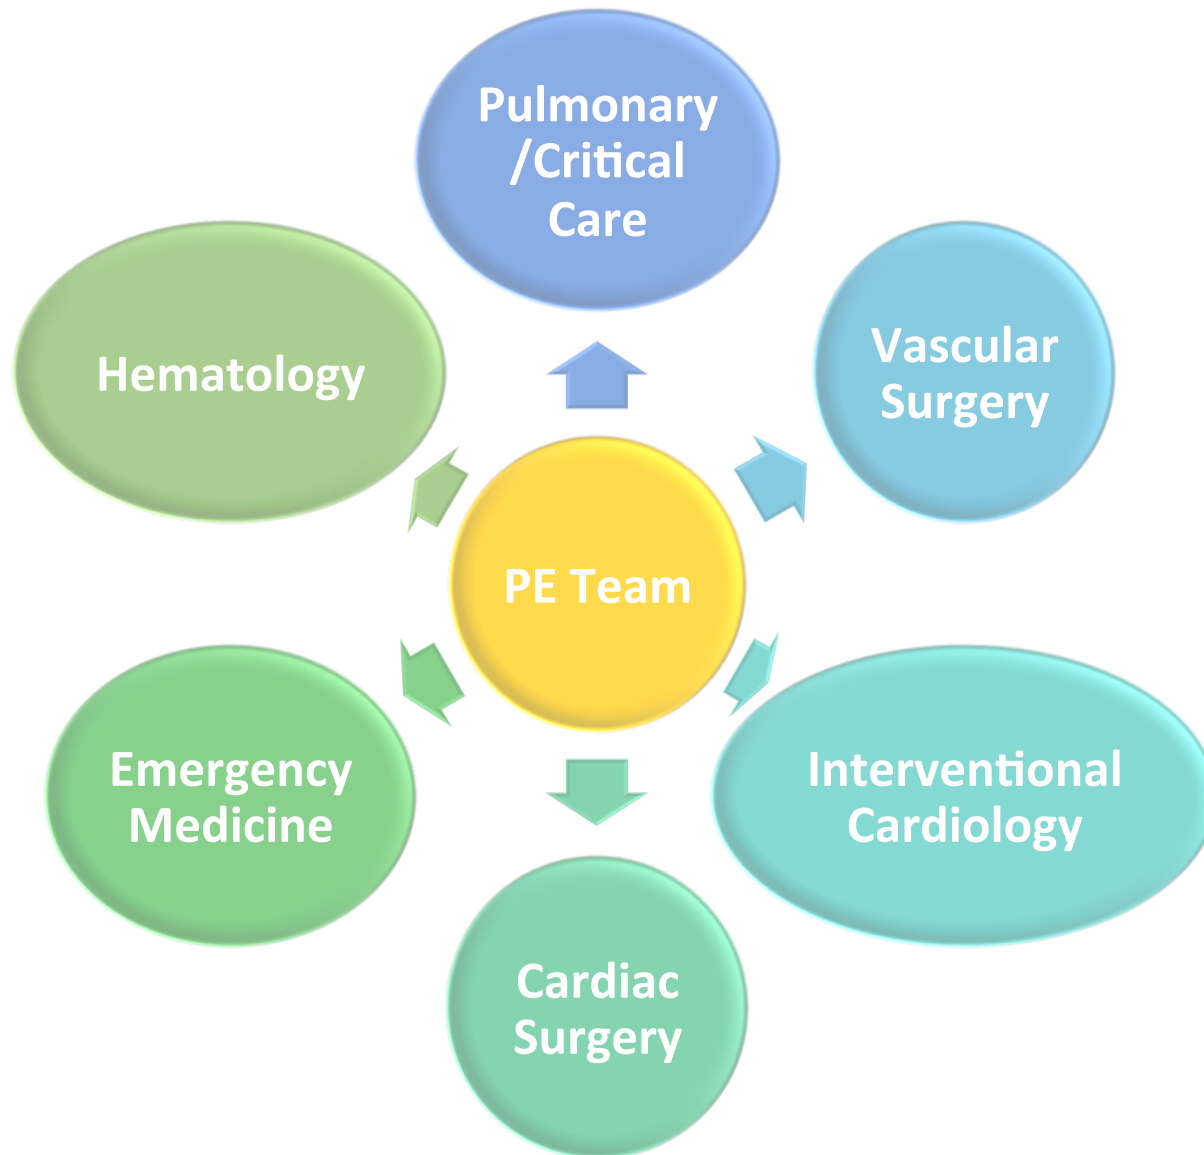 Pulmonary
/Critical
Care
Vascular
Surgery
Interventional
Cardiology
Cardiac
Surgery
Emergency
Medicine
Hematology
PE Team